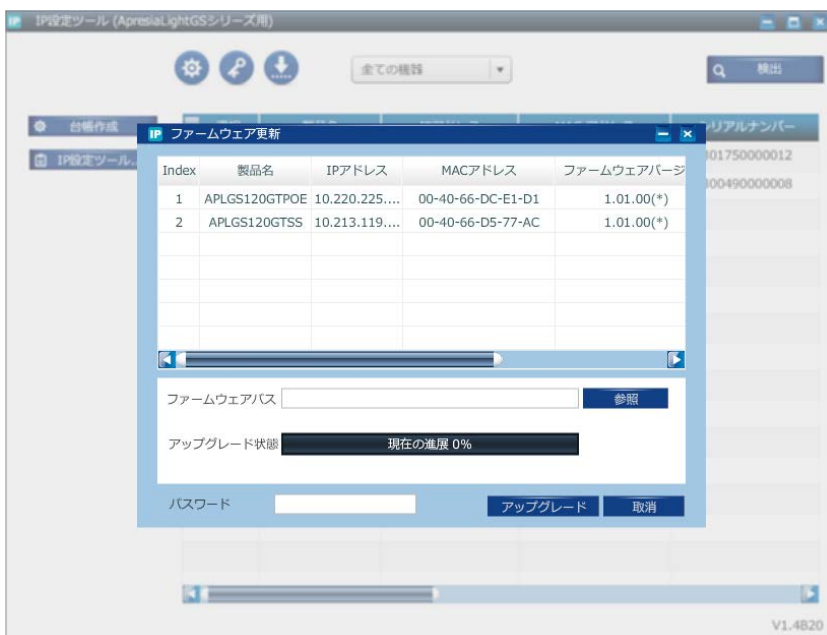 IP IP設定ツール (ApresiaLightGSシリーズ用)
全ての機器
検出
台帳作成
IP設定ツール..
シリアルナンバー
01750000012
00490000008
IP ファームウェア更新
Index 製品名 IPアドレス MACアドレス ファームウェアバージ
1 APLGS120GTPOE 10.220.225.... 00-40-66-DC-E1-D1 1.01.00(*)
2 APLGS120GTSS 10.213.119.... 00-40-66-D5-77-AC 1.01.00(*)
ファームウェアパス 参照
アップグレード状態 現在の進展 0%
パスワード アップグレード 取消
V1.4B20